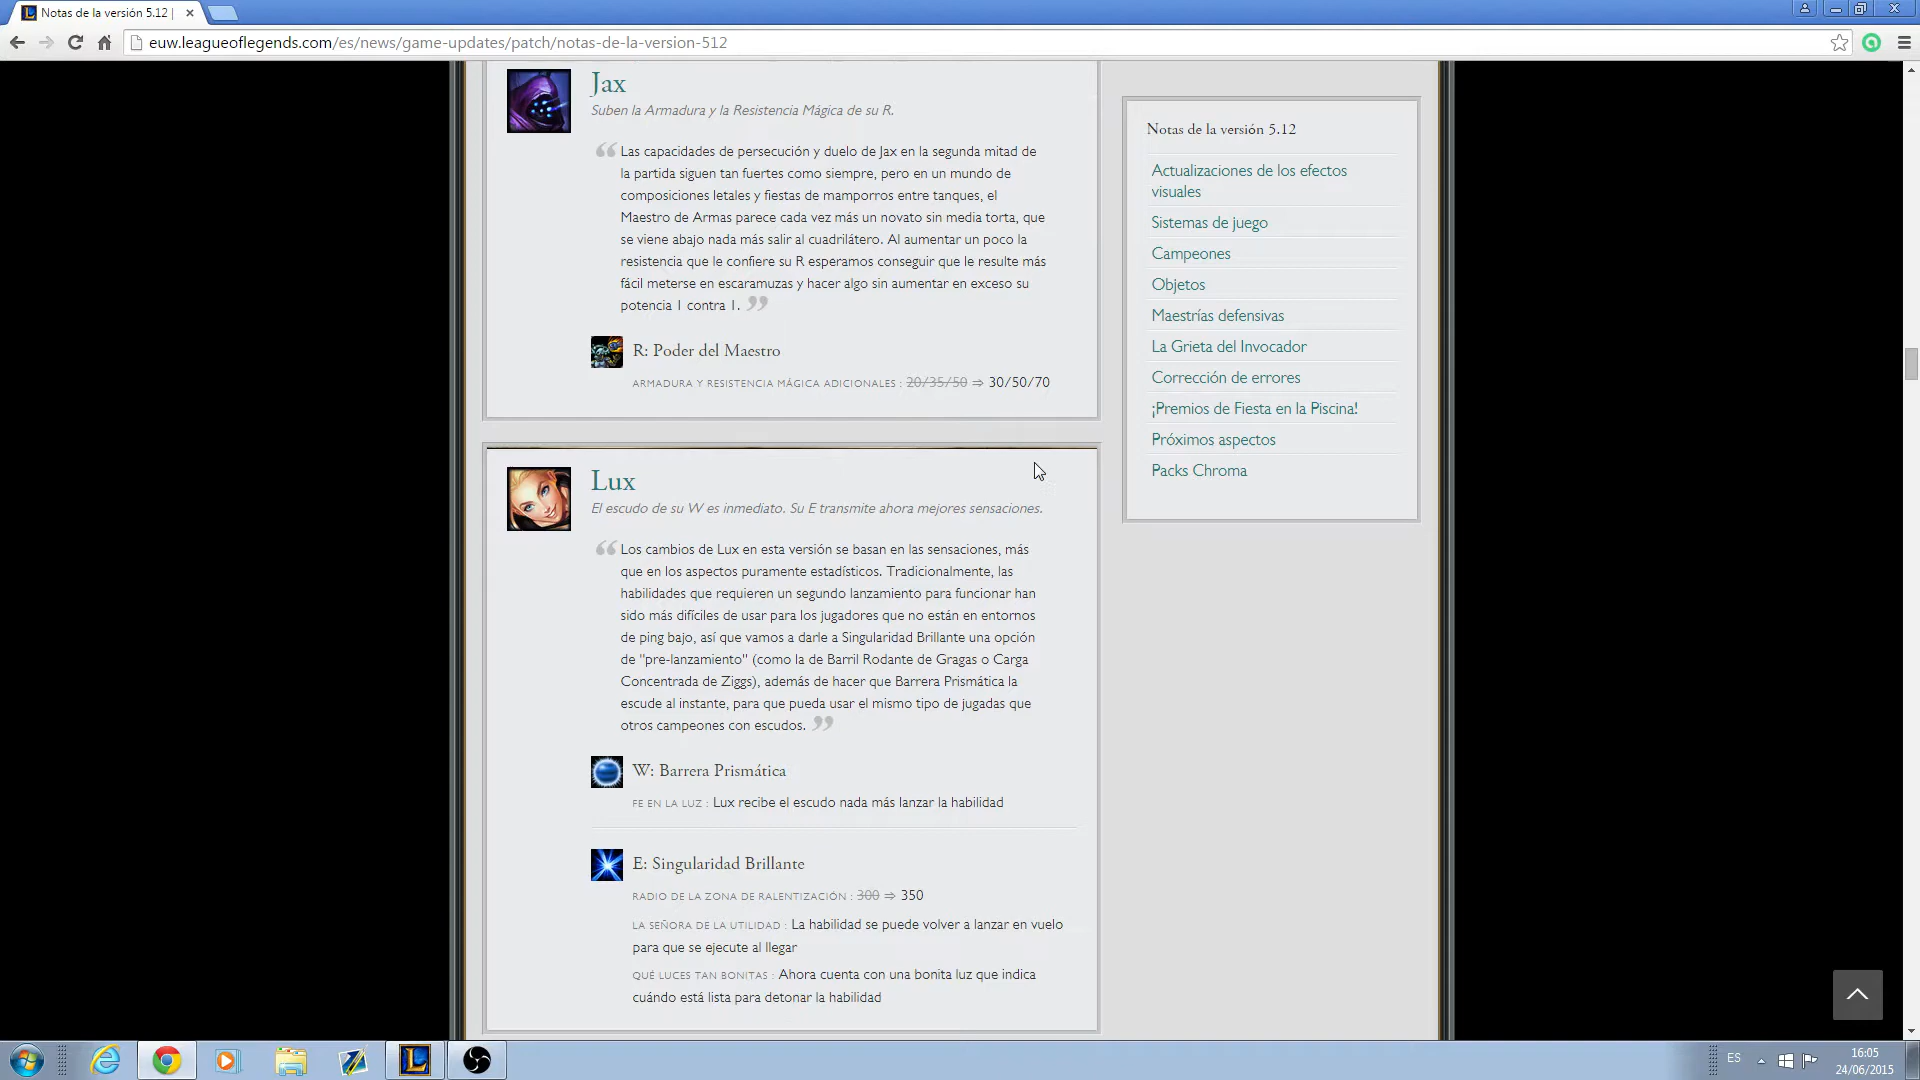 Notas de la versión 5.12 |
euw.leagueoflegends.com/es/news/game-updates/patch/notas-de-la-version-512
Jax
Suben la Armadura y la Resistencia Mágica de su R.
“ Las capacidades de persecución y duelo de Jax en la segunda mitad de
la partida siguen tan fuertes como siempre, pero en un mundo de
composiciones letales y fiestas de mamporros entre tanques, el
Maestro de Armas parece cada vez más un novato sin media torta, que
se viene abajo nada más salir al cuadrilátero. Al aumentar un poco la
resistencia que le confiere su R esperamos conseguir que le resulte más
fácil meterse en escaramuzas y hacer algo sin aumentar en exceso su
potencia 1 contra 1. ”
R: Poder del Maestro
ARMADURA Y RESISTENCIA MÁGICA ADICIONALES : 20/35/50 ⇒ 30/50/70
Lux
El escudo de su W es inmediato. Su E transmite ahora mejores sensaciones.
“ Los cambios de Lux en esta versión se basan en las sensaciones, más
que en los aspectos puramente estadísticos. Tradicionalmente, las
habilidades que requieren un segundo lanzamiento para funcionar han
sido más difíciles de usar para los jugadores que no están en entornos
de ping bajo, así que vamos a darle a Singularidad Brillante una opción
de "pre-lanzamiento" (como la de Barril Rodante de Gragas o Carga
Concentrada de Ziggs), además de hacer que Barrera Prismática la
escude al instante, para que pueda usar el mismo tipo de jugadas que
otros campeones con escudos. ”
W: Barrera Prismática
FE EN LA LUZ : Lux recibe el escudo nada más lanzar la habilidad
E: Singularidad Brillante
RADIO DE LA ZONA DE RALENTIZACIÓN : 300 ⇒ 350
LA SEÑORA DE LA UTILIDAD : La habilidad se puede volver a lanzar en vuelo
para que se ejecute al llegar
QUÉ LUCES TAN BONITAS : Ahora cuenta con una bonita luz que indica
cuándo está lista para detonar la habilidad
Notas de la versión 5.12
Actualizaciones de los efectos
visuales
Sistemas de juego
Campeones
Objetos
Maestrías defensivas
La Grieta del Invocador
Corrección de errores
¡Premios de Fiesta en la Piscina!
Próximos aspectos
Packs Chroma
ES
16:05
24/06/2015